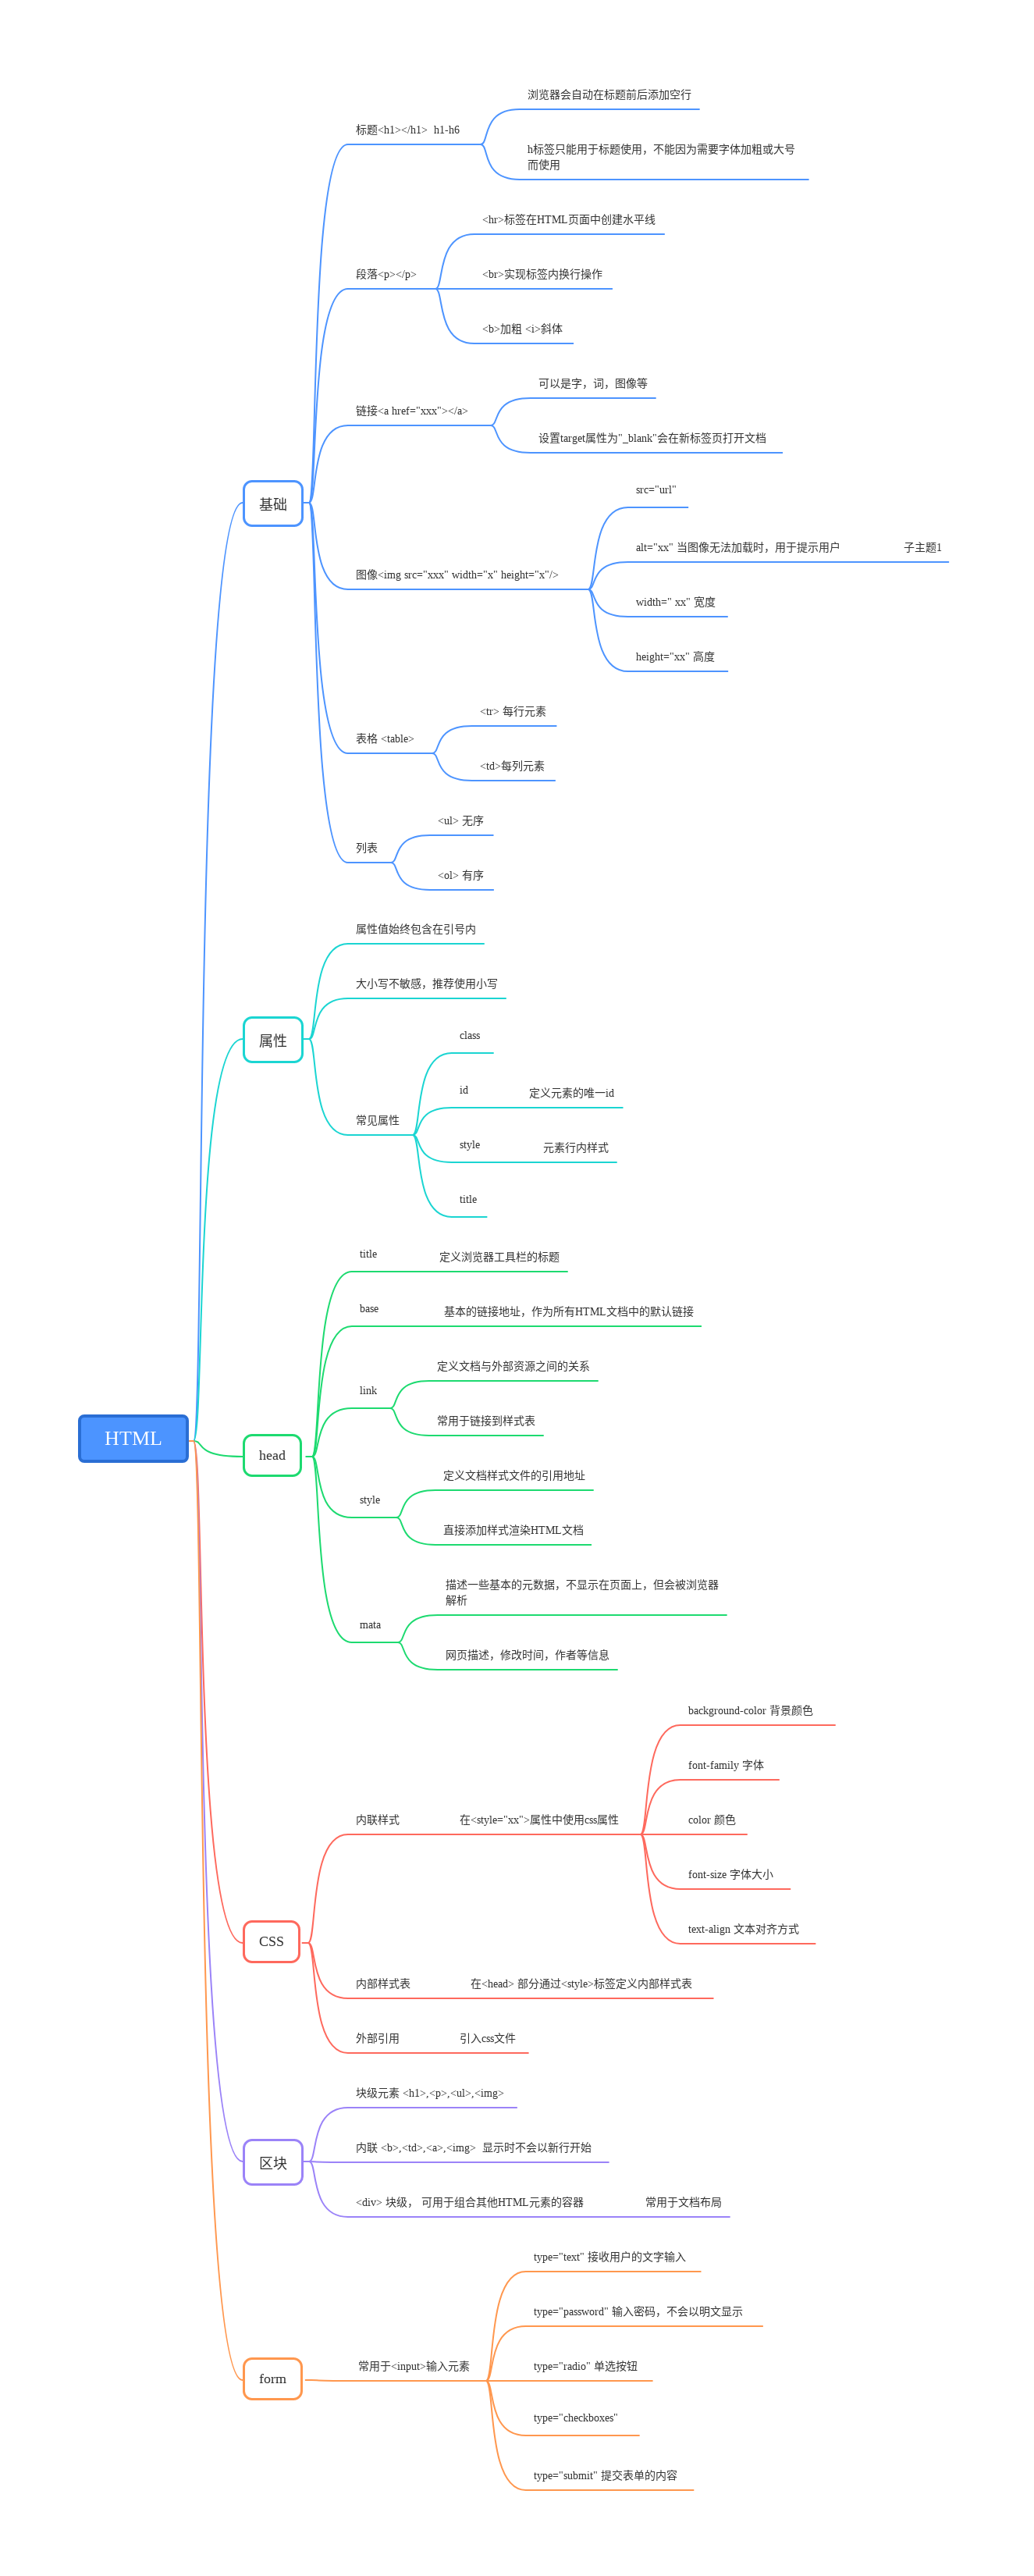 浏览器会自动在标题前后添加空行
标题<h1></h1>  h1-h6
h标签只能用于标题使用，不能因为需要字体加粗或大号
而使用
<hr>标签在HTML页面中创建水平线
段落<p></p>
<br>实现标签内换行操作
<b>加粗 <i>斜体
可以是字，词，图像等
链接<a href="xxx"></a>
设置target属性为"_blank"会在新标签页打开文档
src="url"
基础
alt="xx" 当图像无法加载时，用于提示用户
子主题1
图像<img src="xxx" width="x" height="x"/>
width=" xx" 宽度
height="xx" 高度
<tr> 每行元素
表格 <table>
<td>每列元素
<ul> 无序
列表
<ol> 有序
属性值始终包含在引号内
大小写不敏感，推荐使用小写
属性
class
id
定义元素的唯一id
常见属性
style
元素行内样式
title
title
定义浏览器工具栏的标题
base
基本的链接地址，作为所有HTML文档中的默认链接
定义文档与外部资源之间的关系
link
常用于链接到样式表
HTML
head
定义文档样式文件的引用地址
style
直接添加样式渲染HTML文档
描述一些基本的元数据，不显示在页面上，但会被浏览器
解析
mata
网页描述，修改时间，作者等信息
background-color 背景颜色
font-family 字体
内联样式
在<style="xx">属性中使用css属性
color 颜色
font-size 字体大小
text-align 文本对齐方式
CSS
内部样式表
在<head> 部分通过<style>标签定义内部样式表
外部引用
引入css文件
块级元素 <h1>,<p>,<ul>,<img>
内联 <b>,<td>,<a>,<img>  显示时不会以新行开始
区块
<div> 块级， 可用于组合其他HTML元素的容器
常用于文档布局
type="text" 接收用户的文字输入
type="password" 输入密码，不会以明文显示
form
常用于<input>输入元素
type="radio" 单选按钮
type="checkboxes"
type="submit" 提交表单的内容